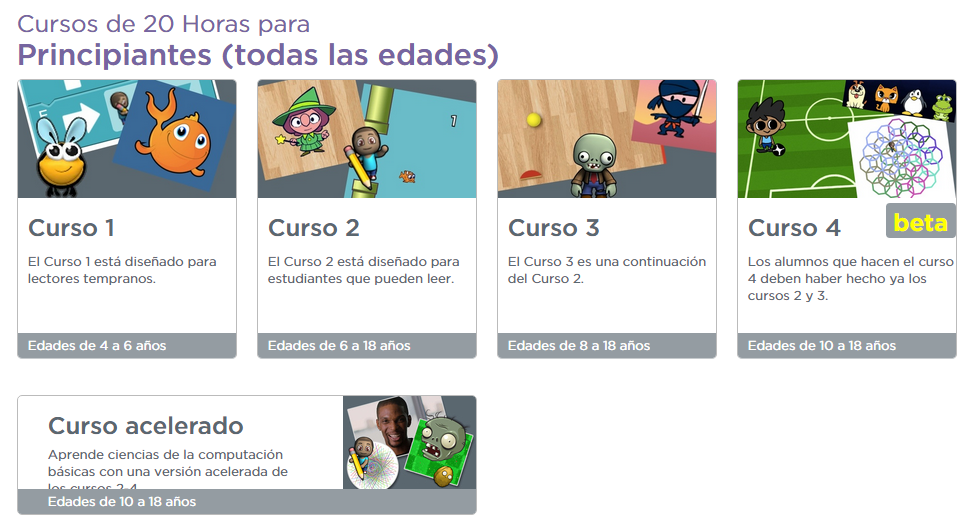 Cursos de 20 Horas para
Principiantes (todas las edades)
1
Curso 1
El Curso 1 está diseñado para
lectores tempranos.
Edades de 4 a 6 años
Curso 2
El Curso 2 está diseñado para
estudiantes que pueden leer.
Edades de 6 a 18 años
Curso 3
El Curso 3 es una continuación
del Curso 2.
Edades de 8 a 18 años
Curso 4
beta
Los alumnos que hacen el curso
4 deben haber hecho ya los
cursos 2 y 3.
Edades de 10 a 18 años
Curso acelerado
Aprende ciencias de la computación
básicas con una versión acelerada de
los cursos 2-4
Edades de 10 a 18 años